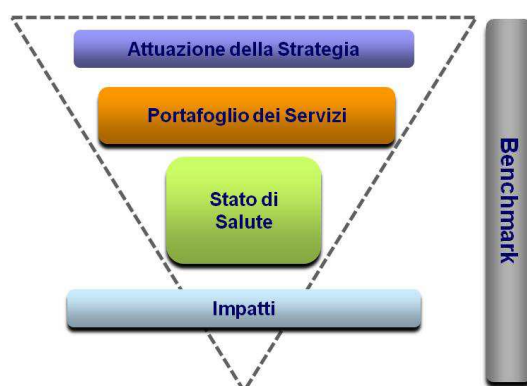 Attuazione della Strategia
Portafoglio dei Servizi
Stato di
Salute
Impatti
Benchmark